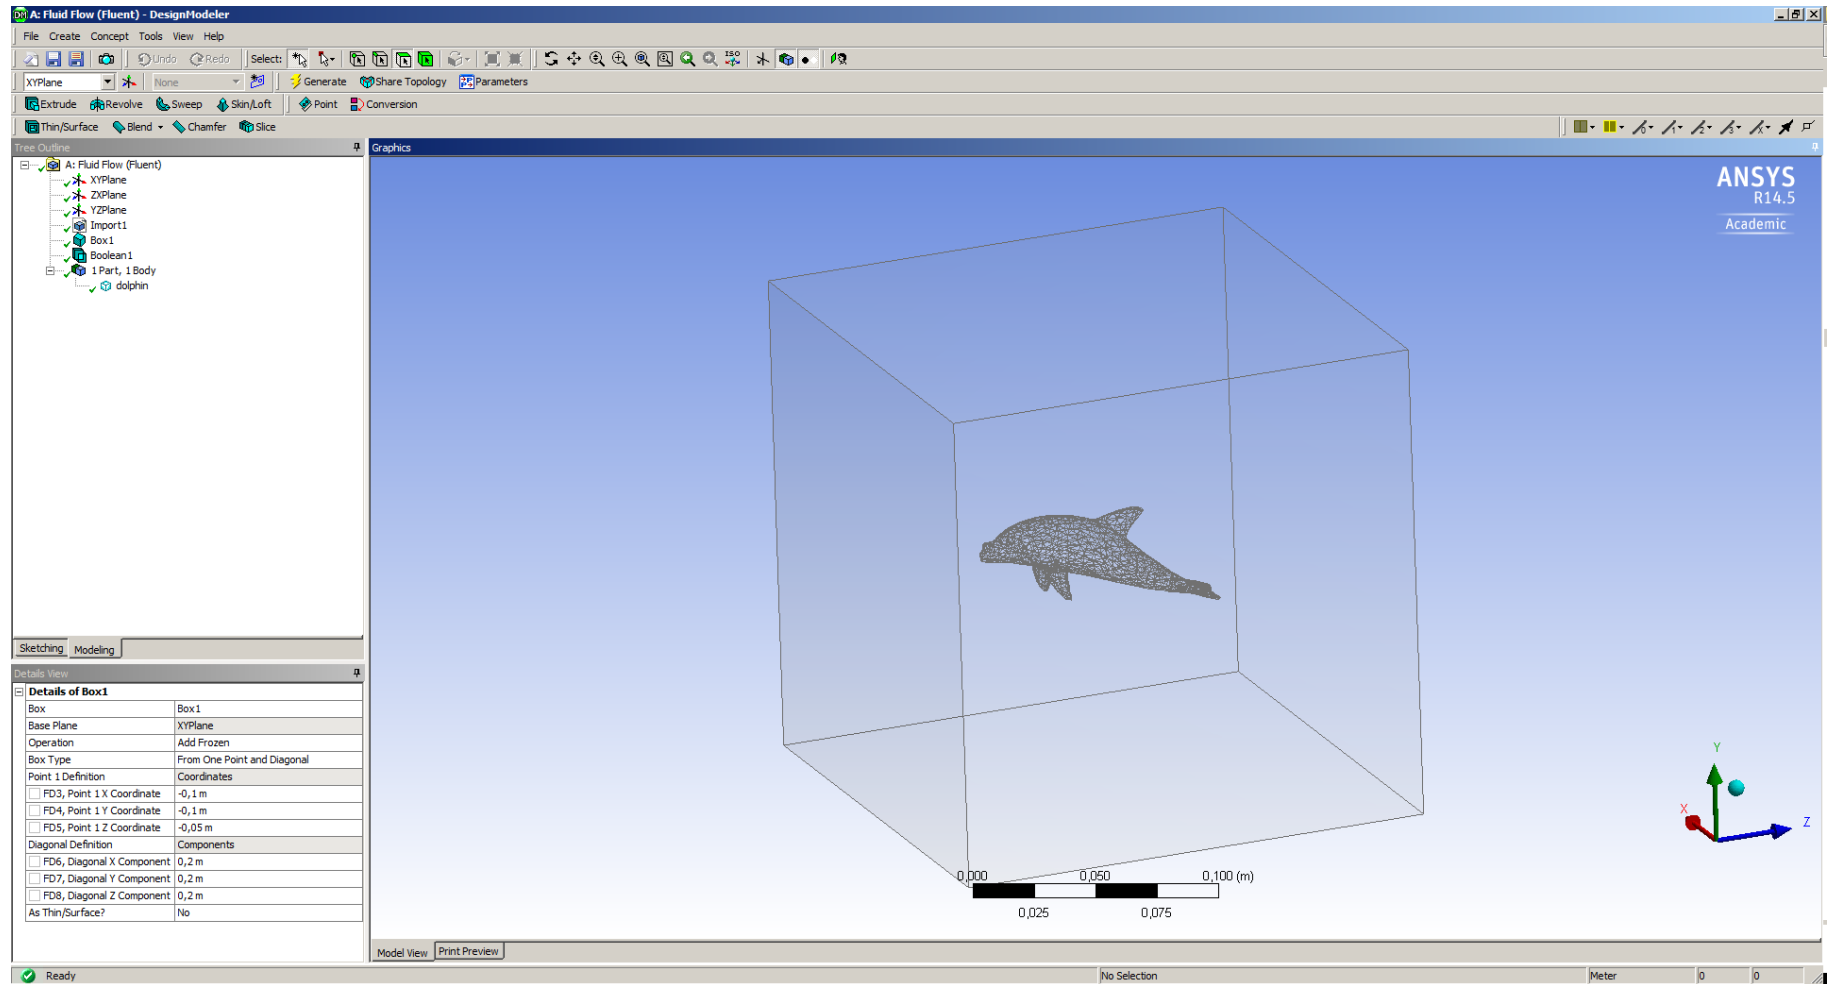 A: Fluid Flow (Fluent) - DesignModeler
File Create Concept Tools View Help
Undo Redo Select:
XYPlane None Generate Share Topology Parameters
Extrude Revolve Sweep Skin/Loft Point Conversion
Thin/Surface Blend Chamfer Slice
Tree Outline
Graphics
A: Fluid Flow (Fluent)
XYPlane
ZXPlane
YZPlane
Import1
Box1
Boolean1
1 Part, 1 Body
dolphin
Sketching Modeling
Details View
Details of Box1
Box Box1
Base Plane XYPlane
Operation Add Frozen
Box Type From One Point and Diagonal
Point 1 Definition Coordinates
FD3, Point 1 X Coordinate -0,1 m
FD4, Point 1 Y Coordinate -0,1 m
FD5, Point 1 Z Coordinate -0,05 m
Diagonal Definition Components
FD6, Diagonal X Component 0,2 m
FD7, Diagonal Y Component 0,2 m
FD8, Diagonal Z Component 0,2 m
As Thin/Surface? No
ANSYS
R14.5
Academic
Y
X
Z
0,000 0,050 0,100 (m)
0,025 0,075
Model View Print Preview
Ready No Selection Meter 0 0